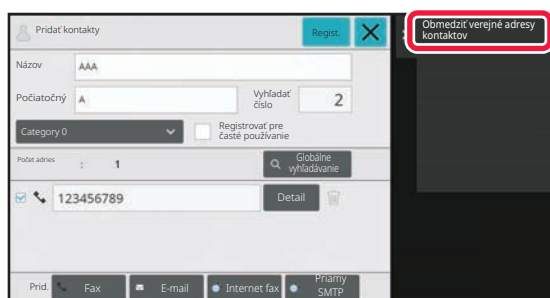 Pridať kontakty
Regist.
Obmedziť verejné adresy
kontaktov
Názov
AAA
Počiatočný
A
Vyhľadať
číslo
2
Category 0
Registrovať pre
časté používanie
Počet adries : 1
Globálne
vyhľadávanie
123456789
Detail
Prid.
Fax
E-mail
Internet fax
Priamy
SMTP